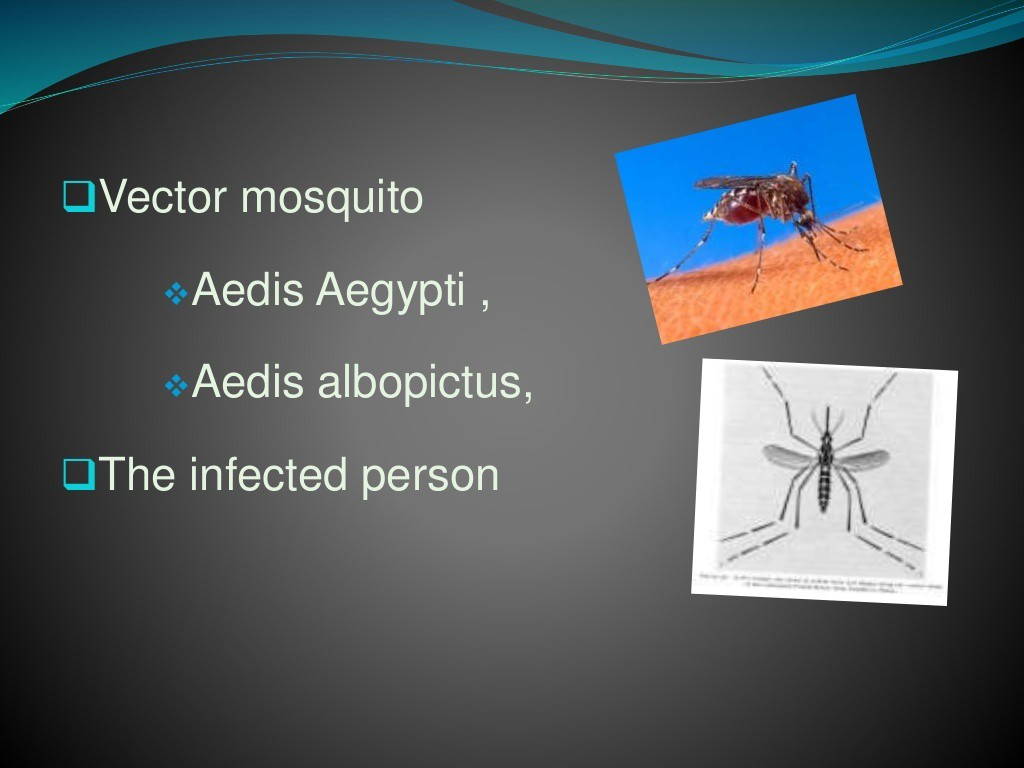 Vector mosquito
Aedis Aegypti ,
Aedis albopictus,
The infected person